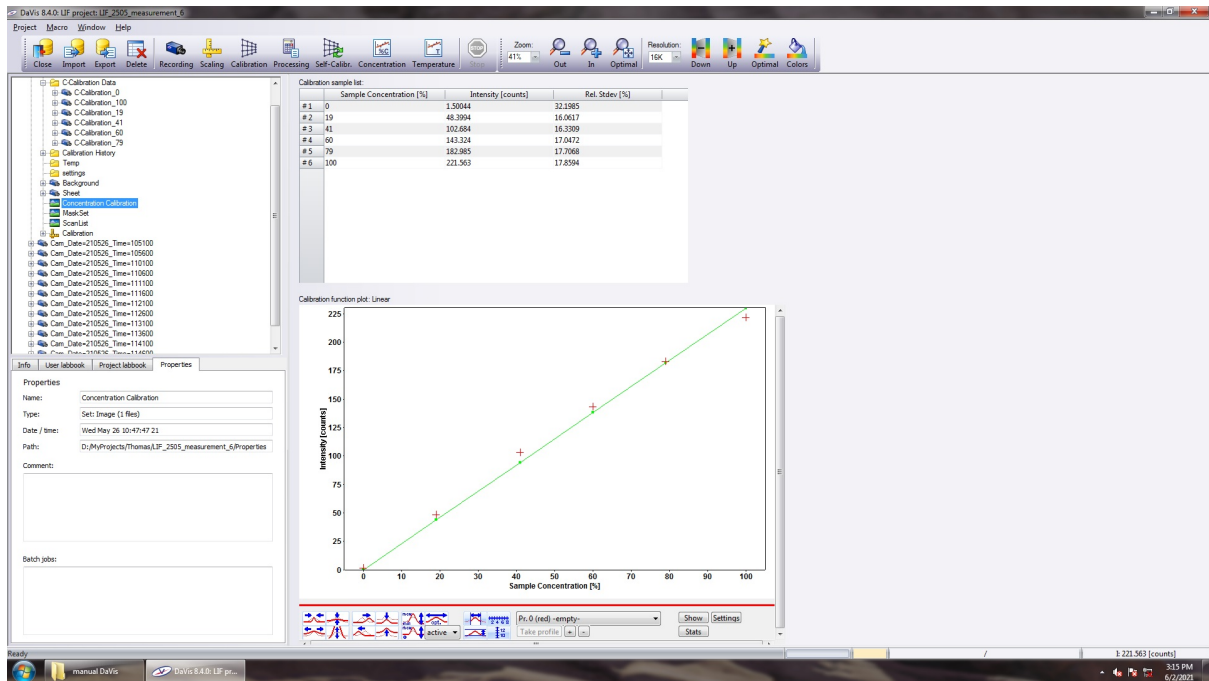 DaVis 8.4.0: LIF project: LIF_2505_measurement_6
Project Macro Window Help
Close Import Export Delete Recording Scaling Calibration Processing Self-Calibr. Concentration Temperature Stop
Zoom: 41% Out In Optimal
Resolution: 16K Down Up Optimal Colors
C-Calibration Data
C-Calibration_0
C-Calibration_100
C-Calibration_19
C-Calibration_41
C-Calibration_60
C-Calibration_79
Calibration History
Temp
settings
Background
Sheet
Concentration Calibration
MaskSet
ScanList
Calibration
Cam_Date=210526_Time=105100
Cam_Date=210526_Time=105600
Cam_Date=210526_Time=110100
Cam_Date=210526_Time=110600
Cam_Date=210526_Time=111100
Cam_Date=210526_Time=111600
Cam_Date=210526_Time=112100
Cam_Date=210526_Time=112600
Cam_Date=210526_Time=113100
Cam_Date=210526_Time=113600
Cam_Date=210526_Time=114100
Cam_Date=210526_Time=114600
Info User labbook Project labbook Properties
Properties
Name: Concentration Calibration
Type: Set: Image (1 files)
Date / time: Wed May 26 10:47:47 21
Path: D:/MyProjects/Thomas/LIF_2505_measurement_6/Properties
Comment:
Batch jobs:
Calibration sample list:
Sample Concentration [%] Intensity [counts] Rel. Stdev [%]
# 1 0 1.50044 32.1985
# 2 19 48.3994 16.0617
# 3 41 102.684 16.3309
# 4 60 143.324 17.0472
# 5 79 182.985 17.7068
# 6 100 221.563 17.8594
Calibration function plot: Linear
225
200
175
150
125
100
75
50
25
0
Intensity [counts]
0 10 20 30 40 50 60 70 80 90 100
Sample Concentration [%]
active
Pr. 0 (red) -empty- Show Settings
Take profile + - Stats
Ready / I: 221.563 [counts]
manual DaVis DaVis 8.4.0: LIF pr...
3:15 PM
6/2/2021